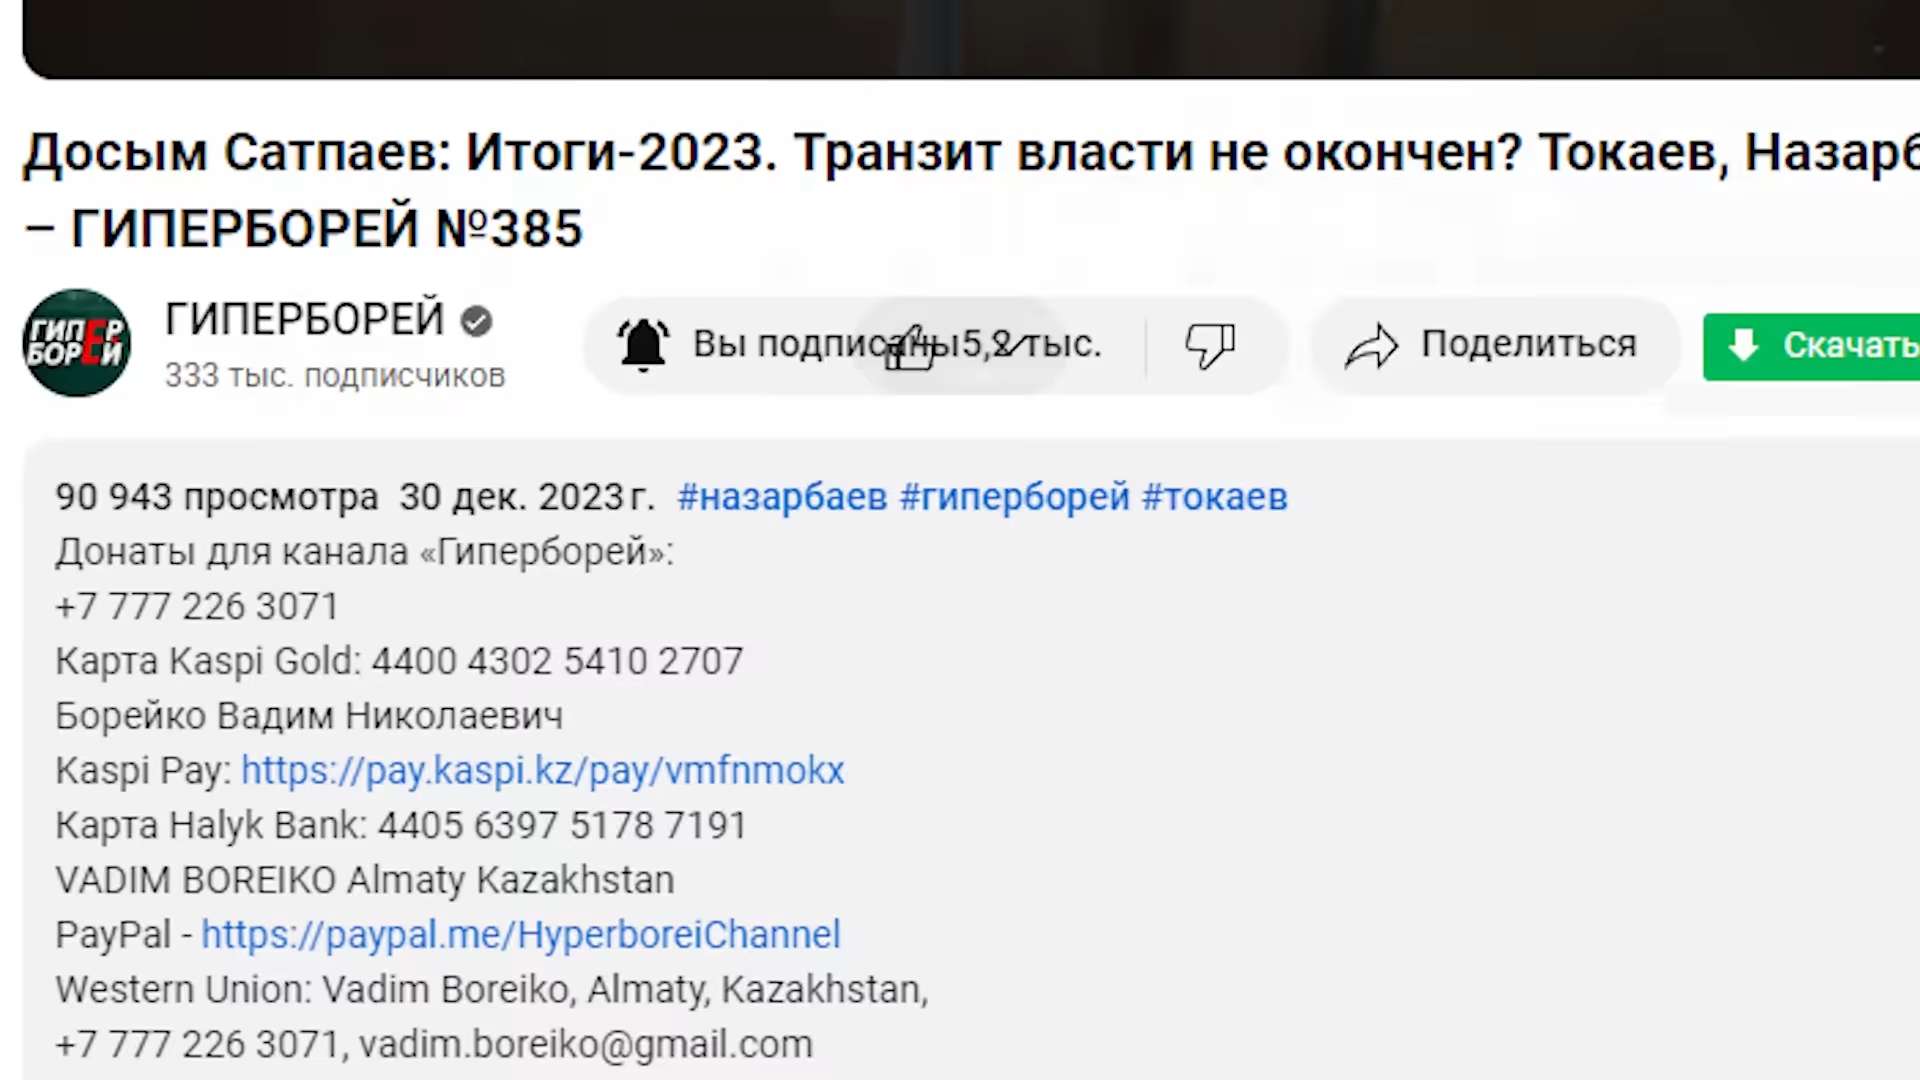 Досым Сатпаев: Итоги-2023. Транзит власти не окончен? Токаев, Назарб
– ГИПЕРБОРЕЙ №385
ГИПЕР
БОРЕЙ
ГИПЕРБОРЕЙ
333 тыс. подписчиков
Вы подписаны 5,2 тыс.
Поделиться
Скачать
90 943 просмотра 30 дек. 2023 г. #назарбаев #гиперборей #токаев
Донаты для канала «Гиперборей»:
+7 777 226 3071
Карта Kaspi Gold: 4400 4302 5410 2707
Борейко Вадим Николаевич
Kaspi Pay: https://pay.kaspi.kz/pay/vmfnmokx
Карта Halyk Bank: 4405 6397 5178 7191
VADIM BOREIKO Almaty Kazakhstan
PayPal - https://paypal.me/HyperboreiChannel
Western Union: Vadim Boreiko, Almaty, Kazakhstan,
+7 777 226 3071, vadim.boreiko@gmail.com